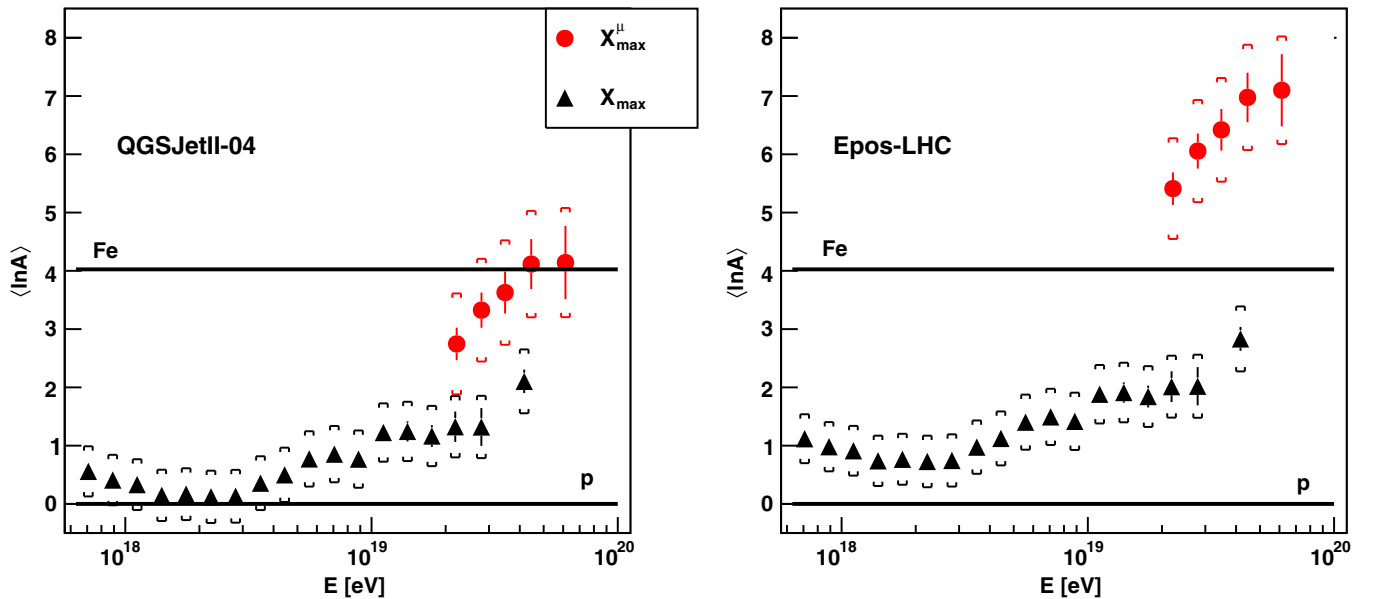 8
7
6
5
4
3
2
1
0
⟨lnA⟩
QGSJetII-04
Fe
p
10^18
10^19
10^20
E [eV]
X^μ_max
X_max
8
7
6
5
4
3
2
1
0
⟨lnA⟩
Epos-LHC
Fe
p
10^18
10^19
10^20
E [eV]